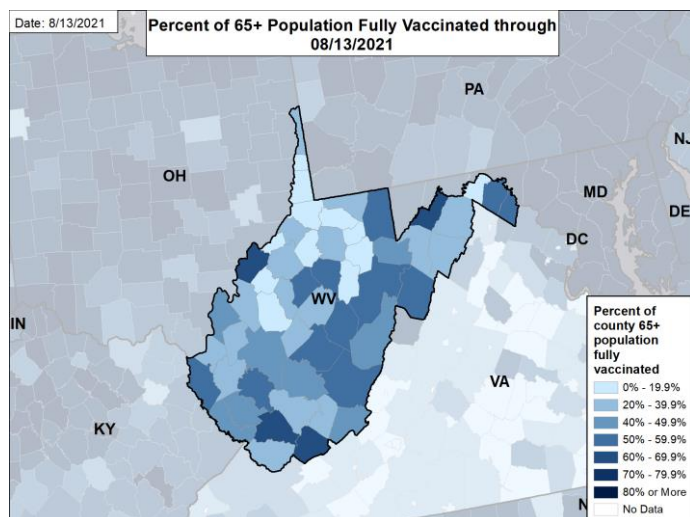 Date: 8/13/2021
Percent of 65+ Population Fully Vaccinated through
08/13/2021
PA
OH
NJ
MD
DE
DC
WV
IN
VA
KY
N
Percent of
county 65+
population
fully
vaccinated
0% - 19.9%
20% - 39.9%
40% - 49.9%
50% - 59.9%
60% - 69.9%
70% - 79.9%
80% or More
No Data